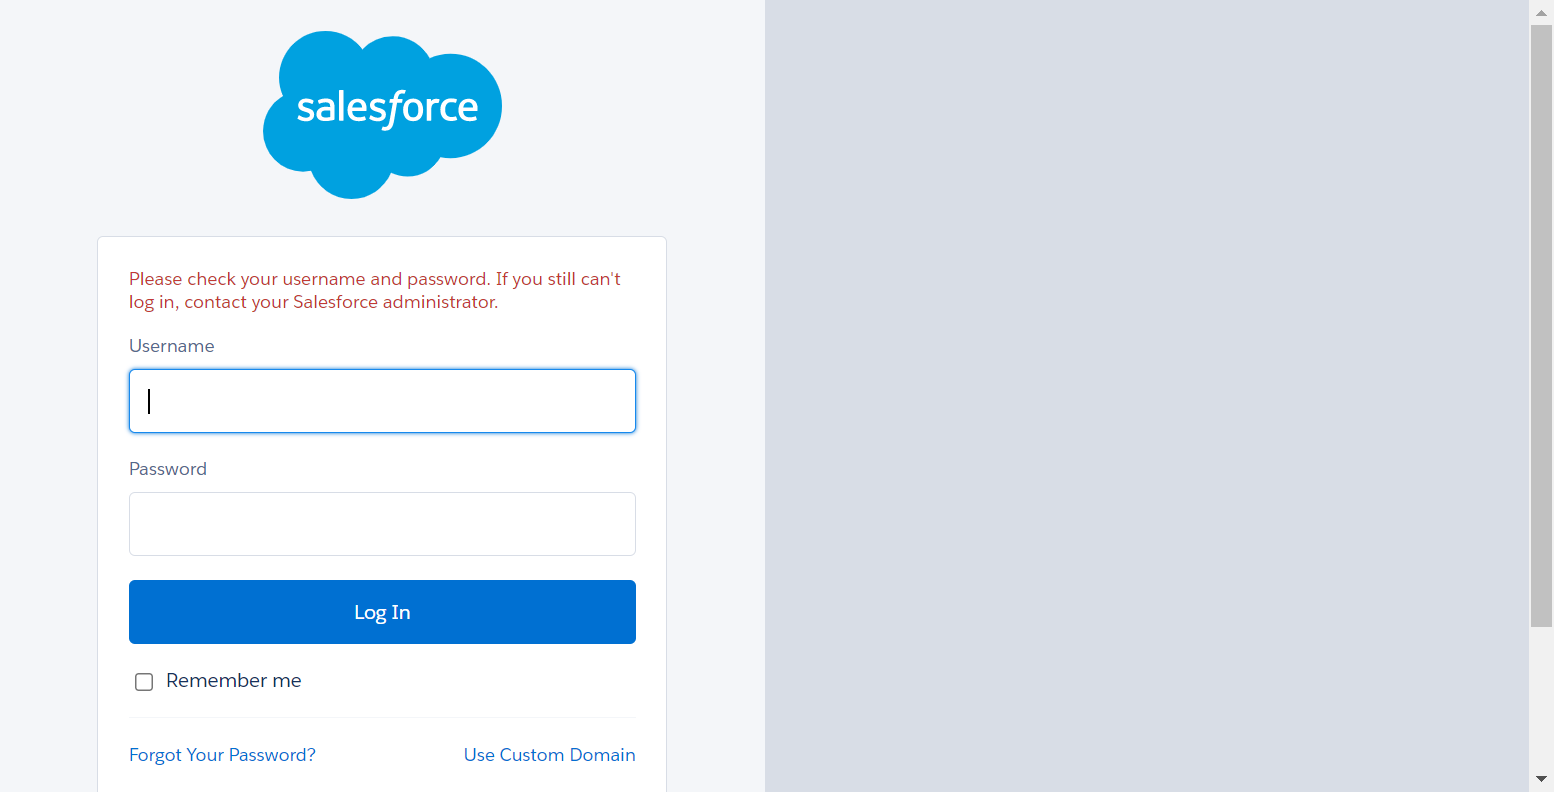 salesforce
Please check your username and password. If you still can't
log in, contact your Salesforce administrator.
Username
Password
Log In
Remember me
Forgot Your Password?
Use Custom Domain